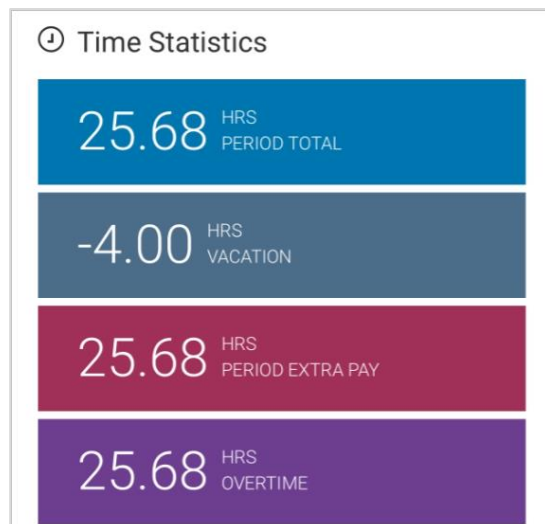 Time Statistics
25.68 HRS
PERIOD TOTAL
-4.00 HRS
VACATION
25.68 HRS
PERIOD EXTRA PAY
25.68 HRS
OVERTIME